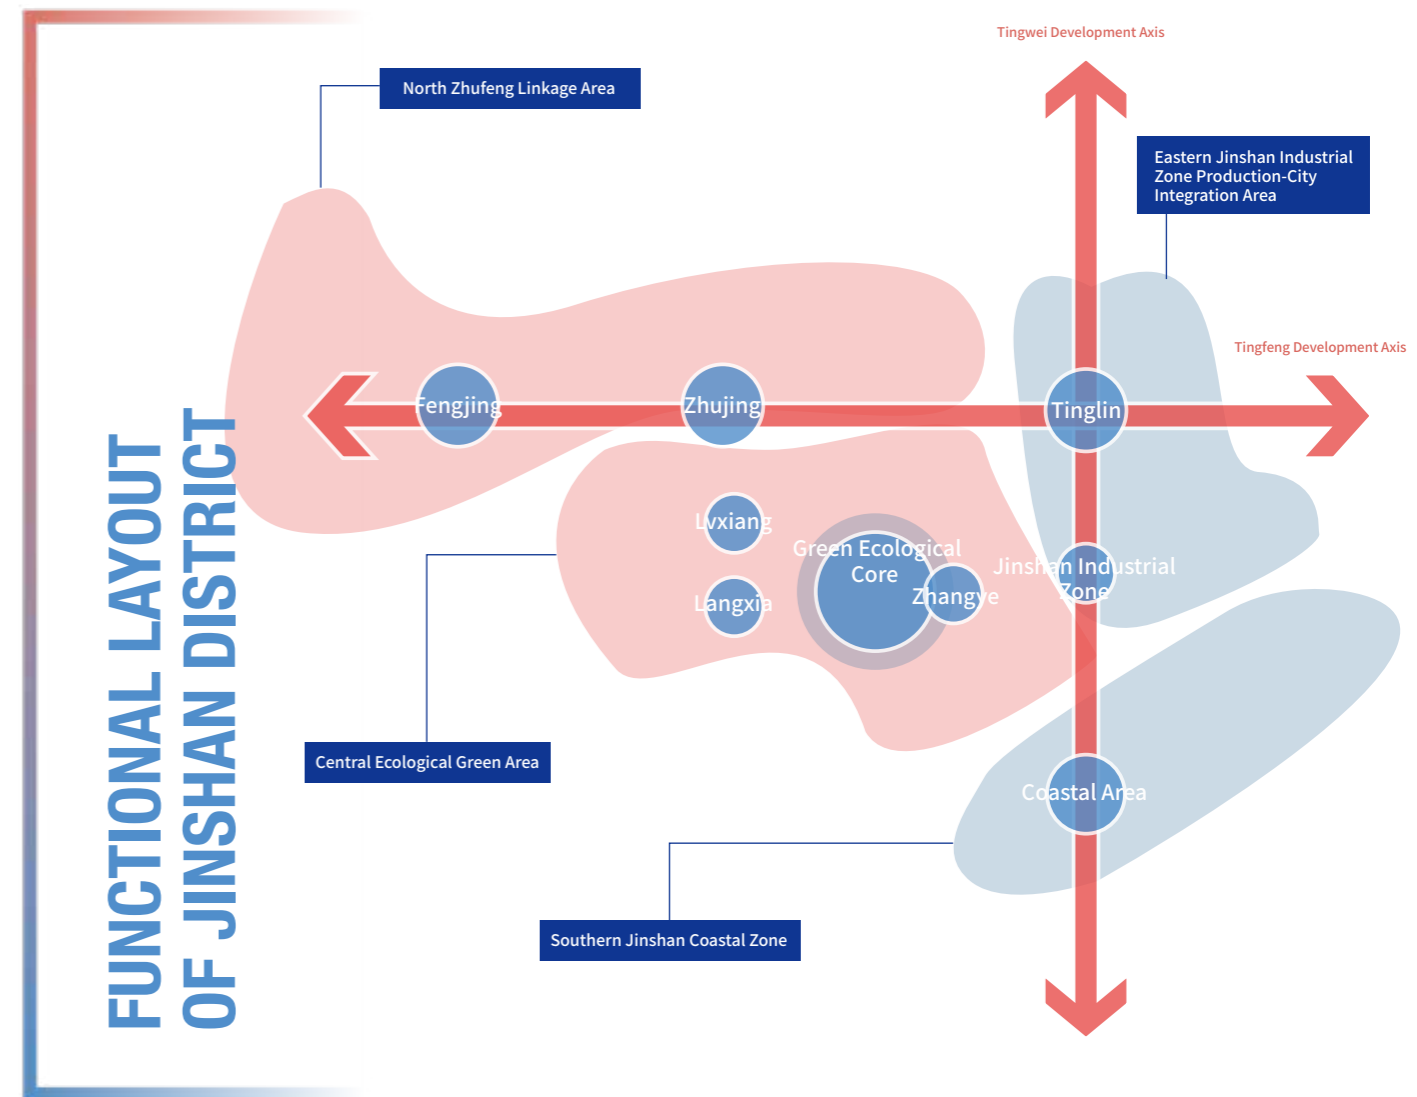 FUNCTIONAL LAYOUT
OF JINSHAN DISTRICT
Tingwei Development Axis
North Zhufeng Linkage Area
Eastern Jinshan Industrial
Zone Production-City
Integration Area
Tingfeng Development Axis
Fengjing
Zhujing
Tinglin
Lvxiang
Green Ecological
Core
Jinshan Industrial
Zone
Langxia
Zhangye
Central Ecological Green Area
Coastal Area
Southern Jinshan Coastal Zone